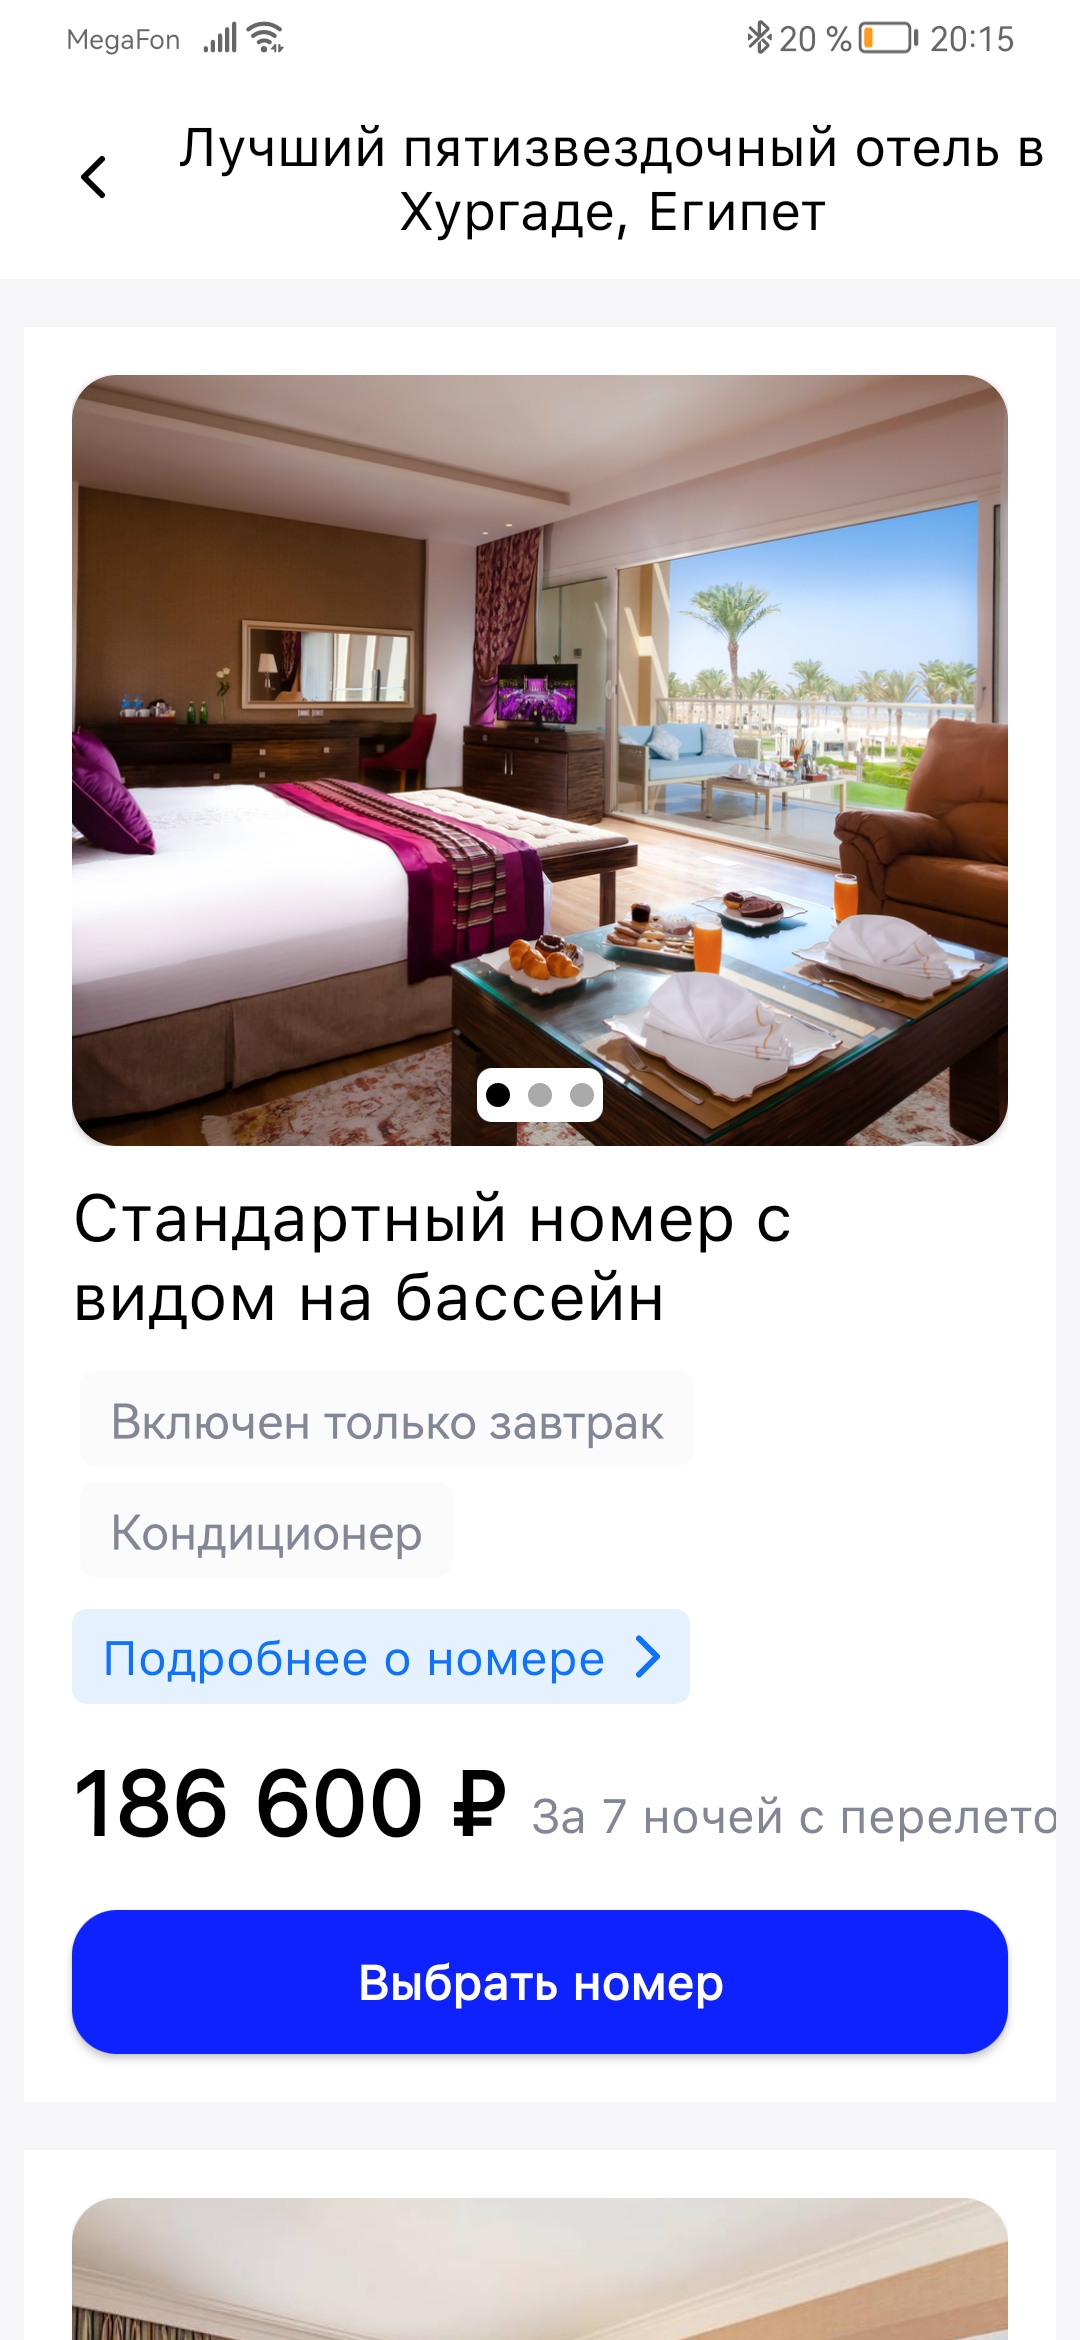 MegaFon 20 % 20:15
Лучший пятизвездочный отель в
Хургаде, Египет
Стандартный номер с
видом на бассейн
Включен только завтрак
Кондиционер
Подробнее о номере
186 600 ₽ За 7 ночей с перелето
Выбрать номер